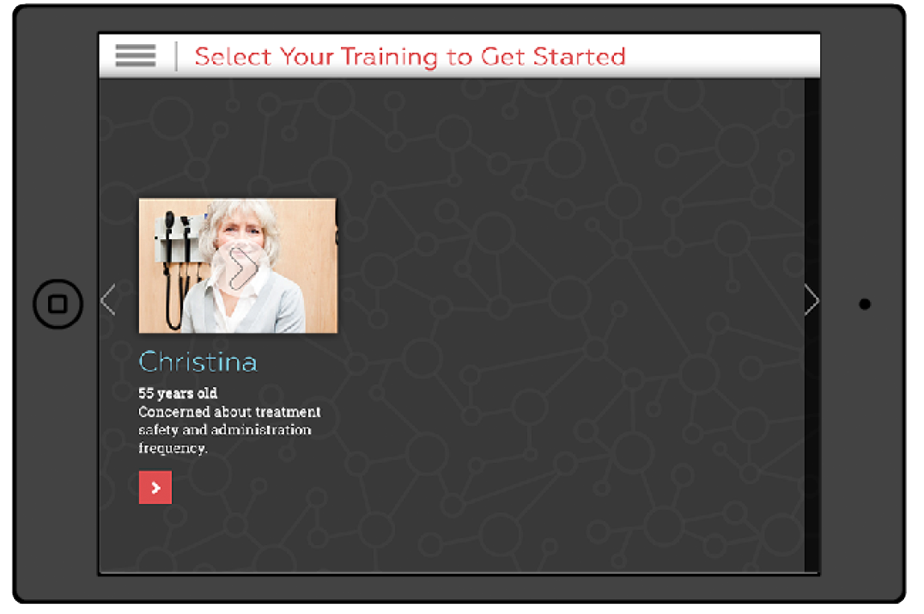 Select Your Training to Get Started
Christina
55 years old
Concerned about treatment
safety and administration
frequency.